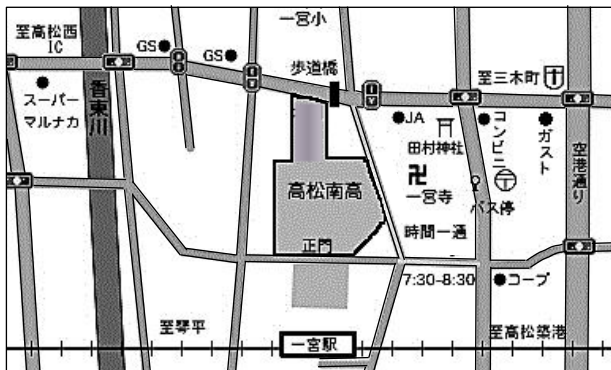 一宮小
至高松西
IC
GS
GS
歩道橋
至三木町
スーパー
マルナカ
香東川
JA
田村神社
コンビニ
ガスト
空港通り
高松南高
一宮寺
バス停
時間一通
正門
7:30-8:30
コープ
至琴平
一宮駅
至高松築港